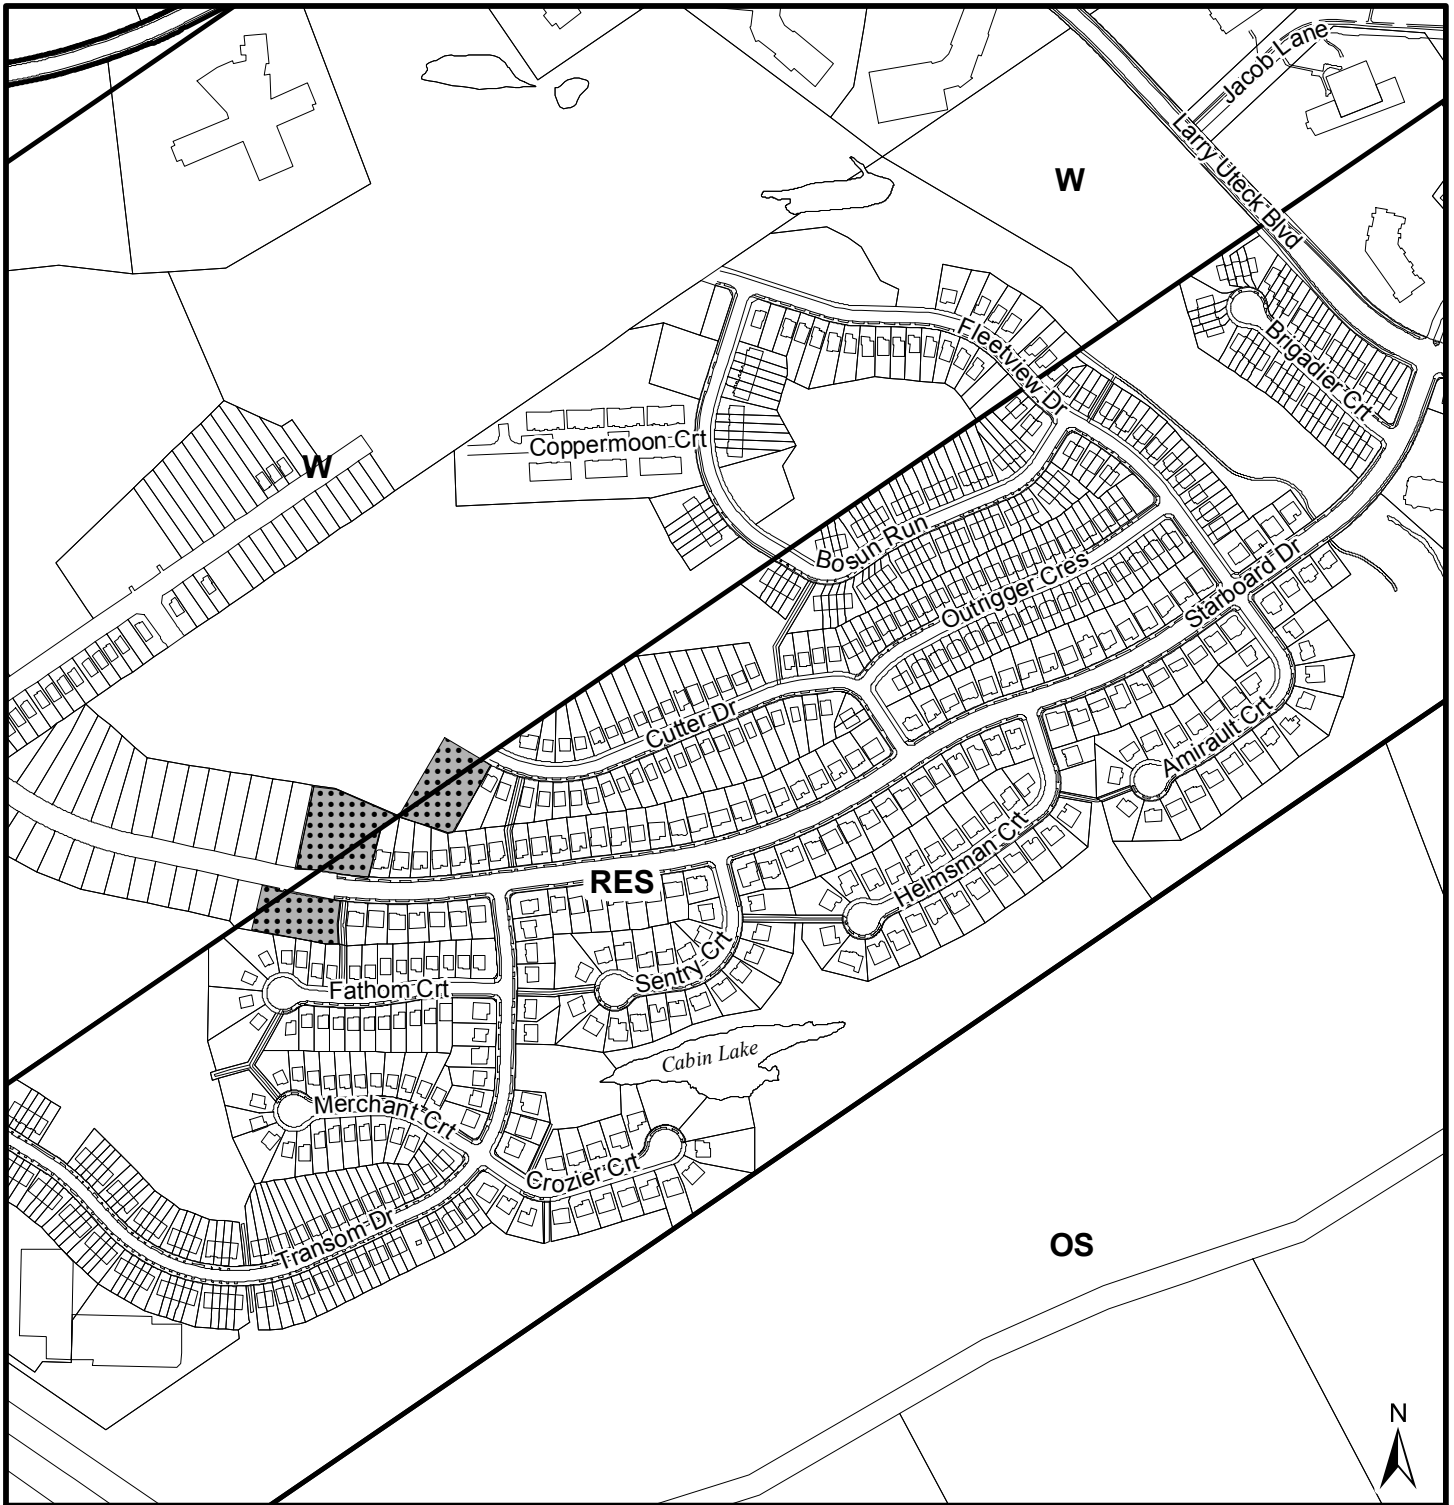 Jacob Lane
Larry Uteck Blvd
W
Fleetview Dr
Brigadier Crt
Coppermoon Crt
W
Bosun Run
Outrigger Cres
Starboard Dr
Cutter Dr
Amirault Crt
RES
Helmsman Crt
Sentry Crt
Fathom Crt
Cabin Lake
Merchant Crt
Crozier Crt
Transom Dr
OS
N